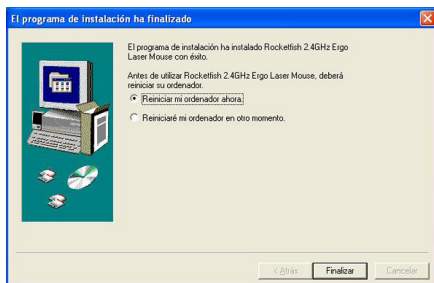 El programa de instalación ha finalizado
El programa de instalación ha instalado Rocketfish 2.4GHz Ergo
Laser Mouse con éxito.
Antes de utilizar Rocketfish 2.4GHz Ergo Laser Mouse, deberá
reiniciar su ordenador.
Reiniciar mi ordenador ahora.
Reiniciaré mi ordenador en otro momento.
< Atrás
Finalizar
Cancelar